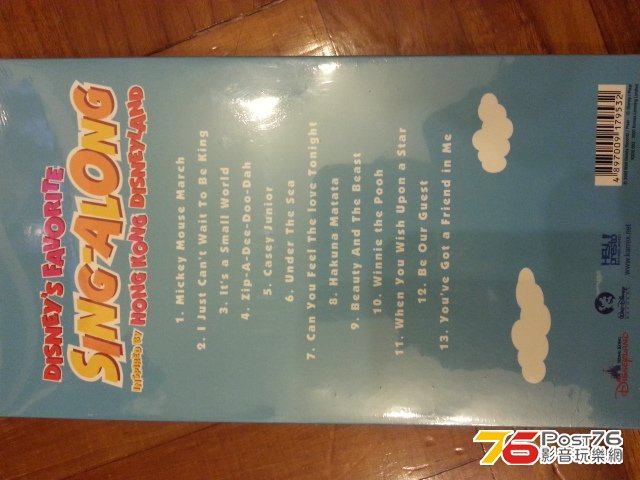 DISNEY'S FAVORITE
SING-ALONG
INSPIRED BY HONG KONG DISNEYLAND
1. Mickey Mouse March
2. I Just Can't Wait To Be King
3. It's a Small World
4. Zip-A-Dee-Doo-Dah
5. Casey Junior
6. Under The Sea
7. Can You Feel The love Tonight
8. Hakuna Matata
9. Beauty And The Beast
10. Winnie the Pooh
11. When You Wish Upon a Star
12. Be Our Guest
13. You've Got a Friend in Me
4 897009 179532
HEY!
presto
DISNEYLAND
76 Post76
影音玩樂網